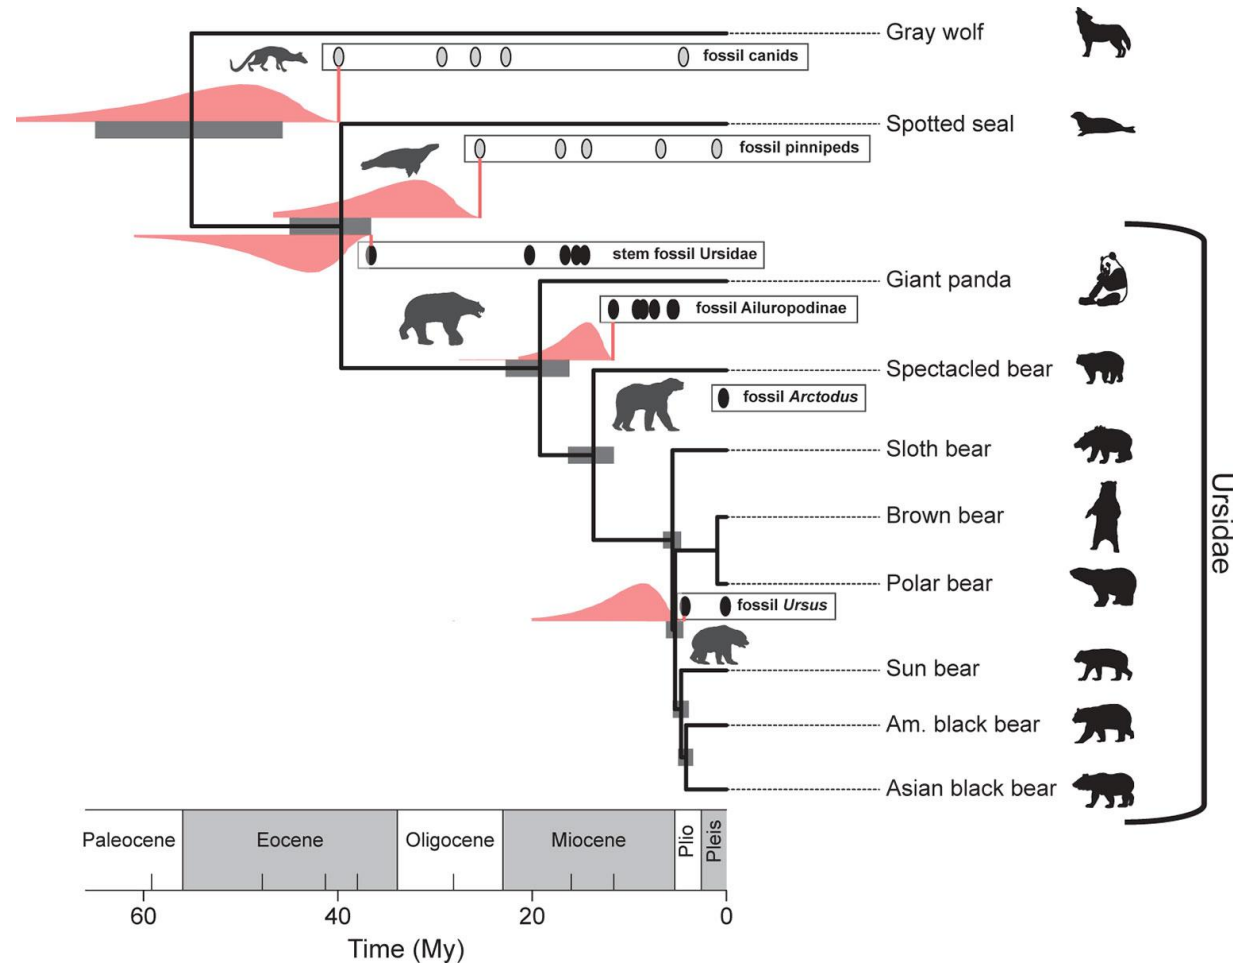 Gray wolf
fossil canids
Spotted seal
fossil pinnipeds
stem fossil Ursidae
Giant panda
fossil Ailuropodinae
Spectacled bear
fossil Arctodus
Sloth bear
Brown bear
Polar bear
fossil Ursus
Sun bear
Am. black bear
Asian black bear
Ursidae
Paleocene
Eocene
Oligocene
Miocene
Plio
Pleis
60
40
20
0
Time (My)